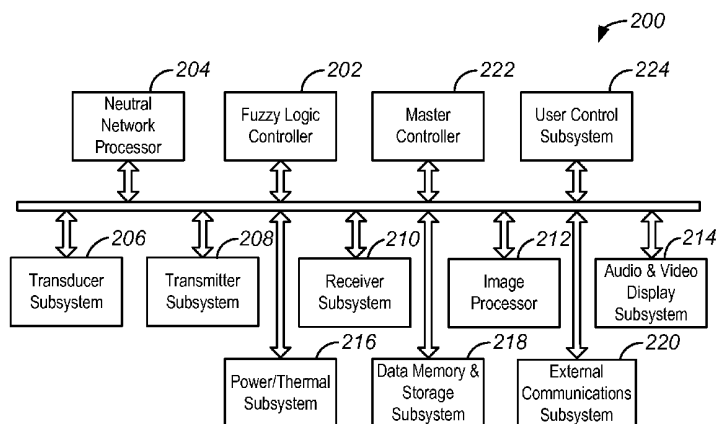 200
204
202
222
224
Neutral
Network
Processor
Fuzzy Logic
Controller
Master
Controller
User Control
Subsystem
206
208
210
212
214
Transducer
Subsystem
Transmitter
Subsystem
Receiver
Subsystem
Image
Processor
Audio & Video
Display
Subsystem
216
218
220
Power/Thermal
Subsystem
Data Memory &
Storage
Subsystem
External
Communications
Subsystem